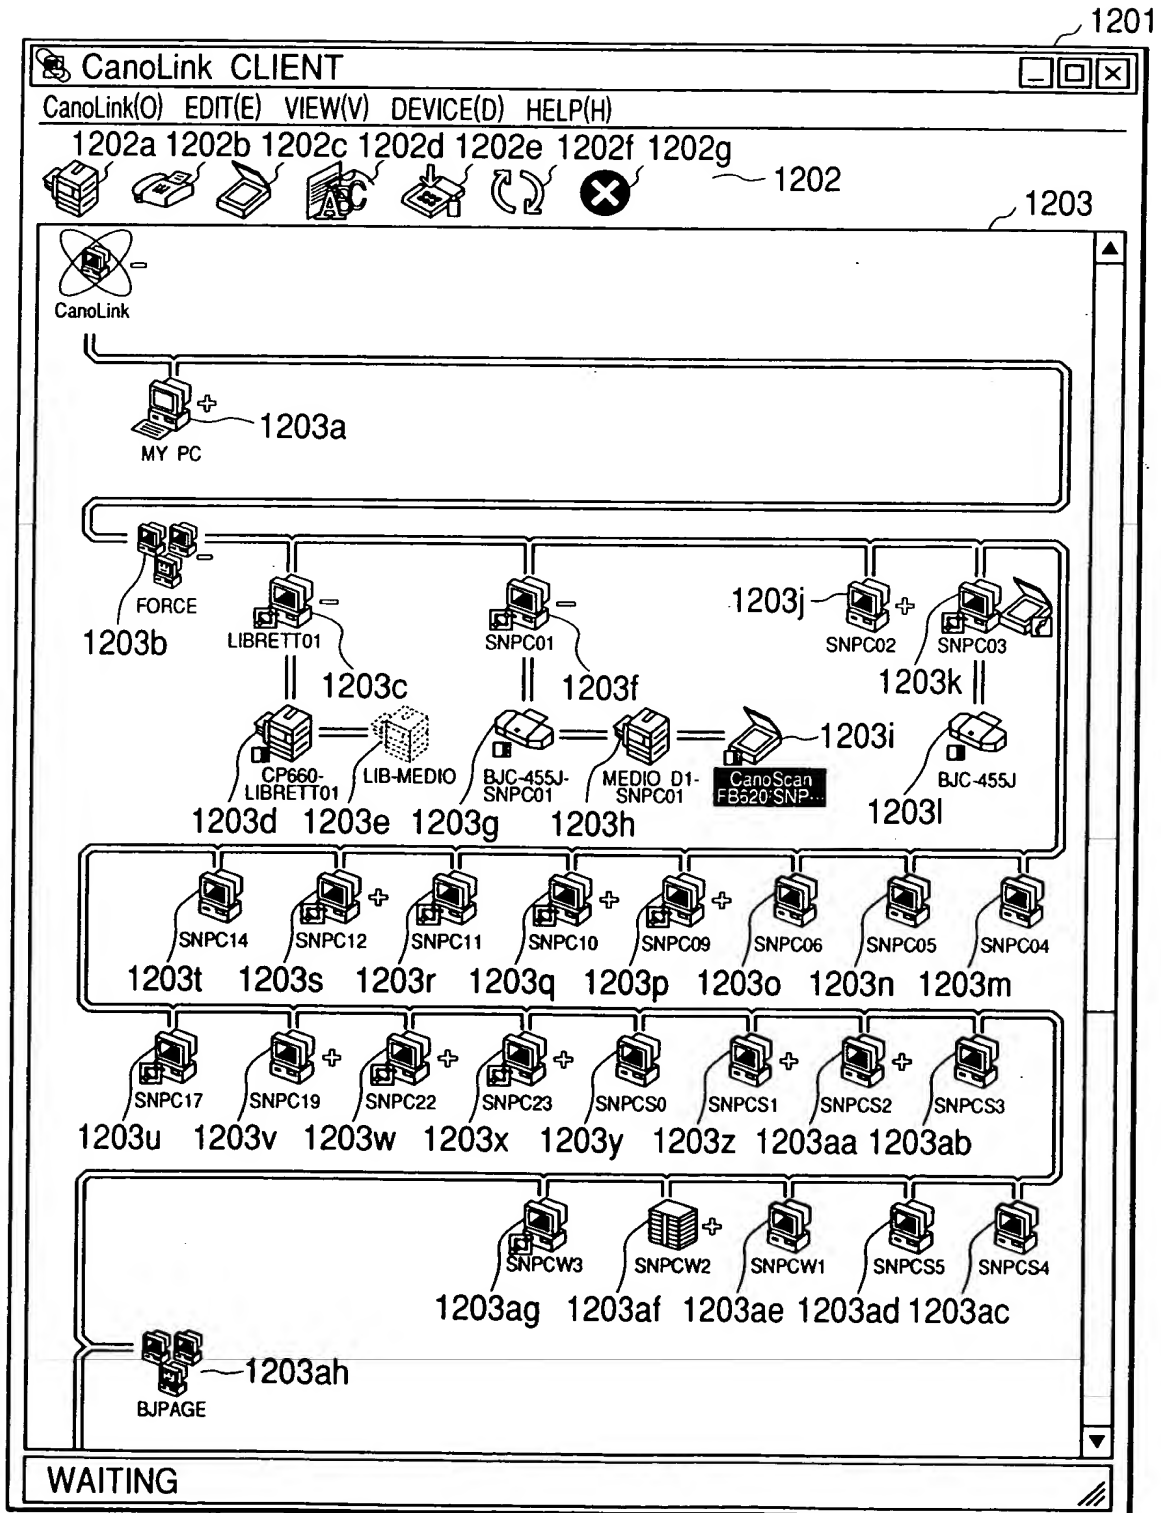 1201
CanoLink CLIENT
CanoLink(O) EDIT(E) VIEW(V) DEVICE(D) HELP(H)
1202a 1202b 1202c 1202d 1202e 1202f 1202g
1202
ABC
1203
CanoLink
1203a
MY PC
FORCE
1203b
LIBRETT01
1203c
SNPC01
1203f
1203j
SNPC02
SNPC03
1203k
CP660-
LIBRETT01
LIB-MEDIO
BJC-455J-
SNPC01
MEDIO D1-
SNPC01
1203i
CanoScan
FB620 SNP...
BJC-455J
1203d 1203e 1203g 1203h 1203l
SNPC14 SNPC12 SNPC11 SNPC10 SNPC09 SNPC06 SNPC05 SNPC04
1203t 1203s 1203r 1203q 1203p 1203o 1203n 1203m
SNPC17 SNPC19 SNPC22 SNPC23 SNPCS0 SNPCS1 SNPCS2 SNPCS3
1203u 1203v 1203w 1203x 1203y 1203z 1203aa 1203ab
SNPCW3 SNPCW2 SNPCW1 SNPCS5 SNPCS4
1203ag 1203af 1203ae 1203ad 1203ac
1203ah
BJPAGE
WAITING